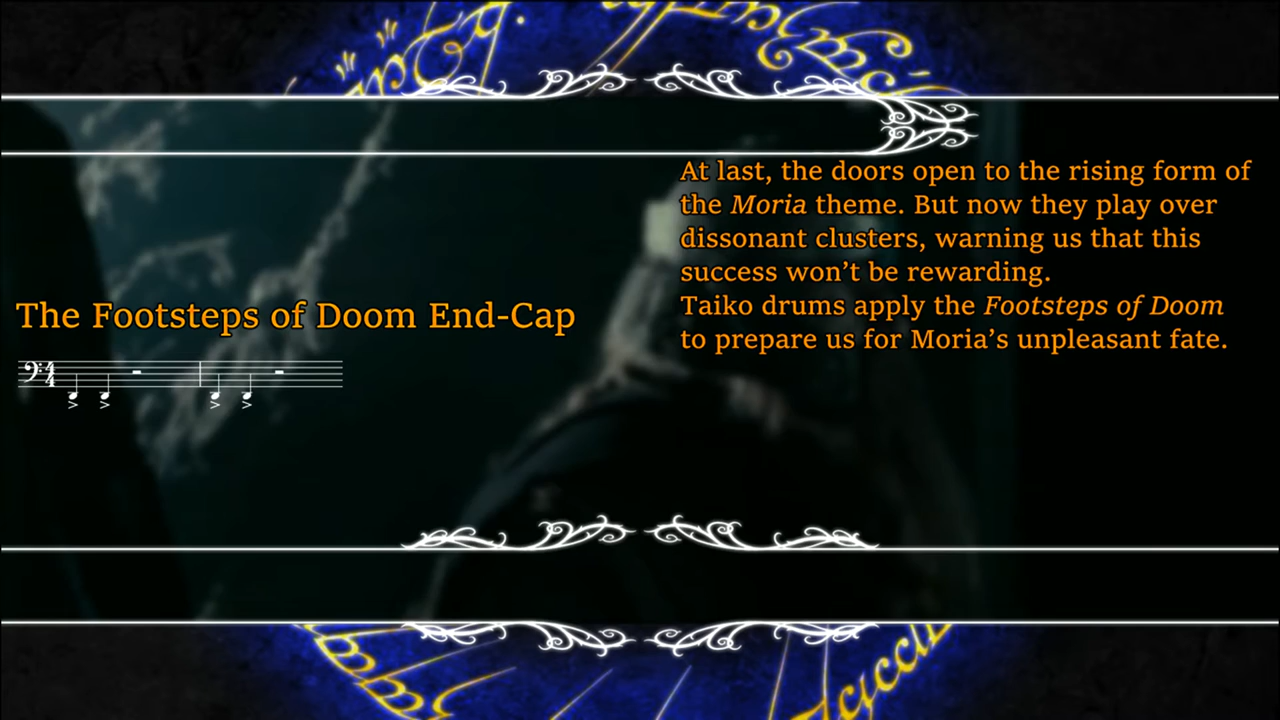 The Footsteps of Doom End-Cap
4
4
At last, the doors open to the rising form of
the Moria theme. But now they play over
dissonant clusters, warning us that this
success won’t be rewarding.
Taiko drums apply the Footsteps of Doom
to prepare us for Moria’s unpleasant fate.